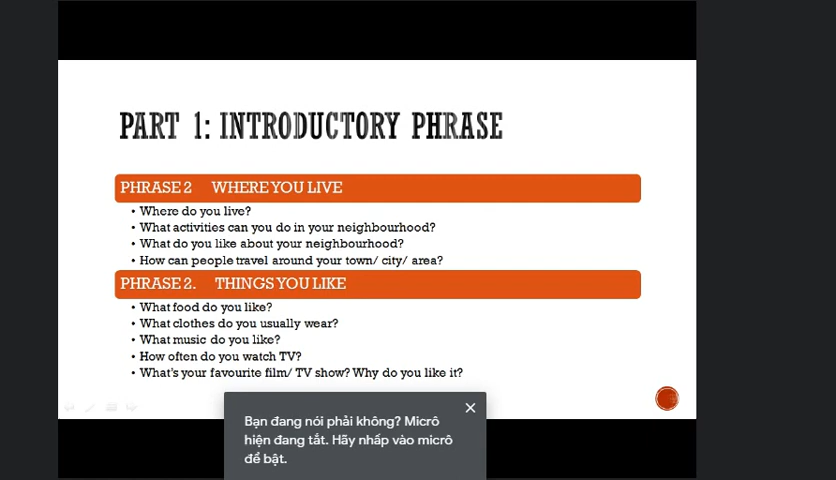 PART 1: INTRODUCTORY PHRASE
PHRASE 2 WHERE YOU LIVE
• Where do you live?
• What activities can you do in your neighbourhood?
• What do you like about your neighbourhood?
• How can people travel around your town/ city/ area?
PHRASE 2. THINGS YOU LIKE
• What food do you like?
• What clothes do you usually wear?
• What music do you like?
• How often do you watch TV?
• What's your favourite film/ TV show? Why do you like it?
Bạn đang nói phải không? Micrô
hiện đang tắt. Hãy nhấp vào micrô
để bật.